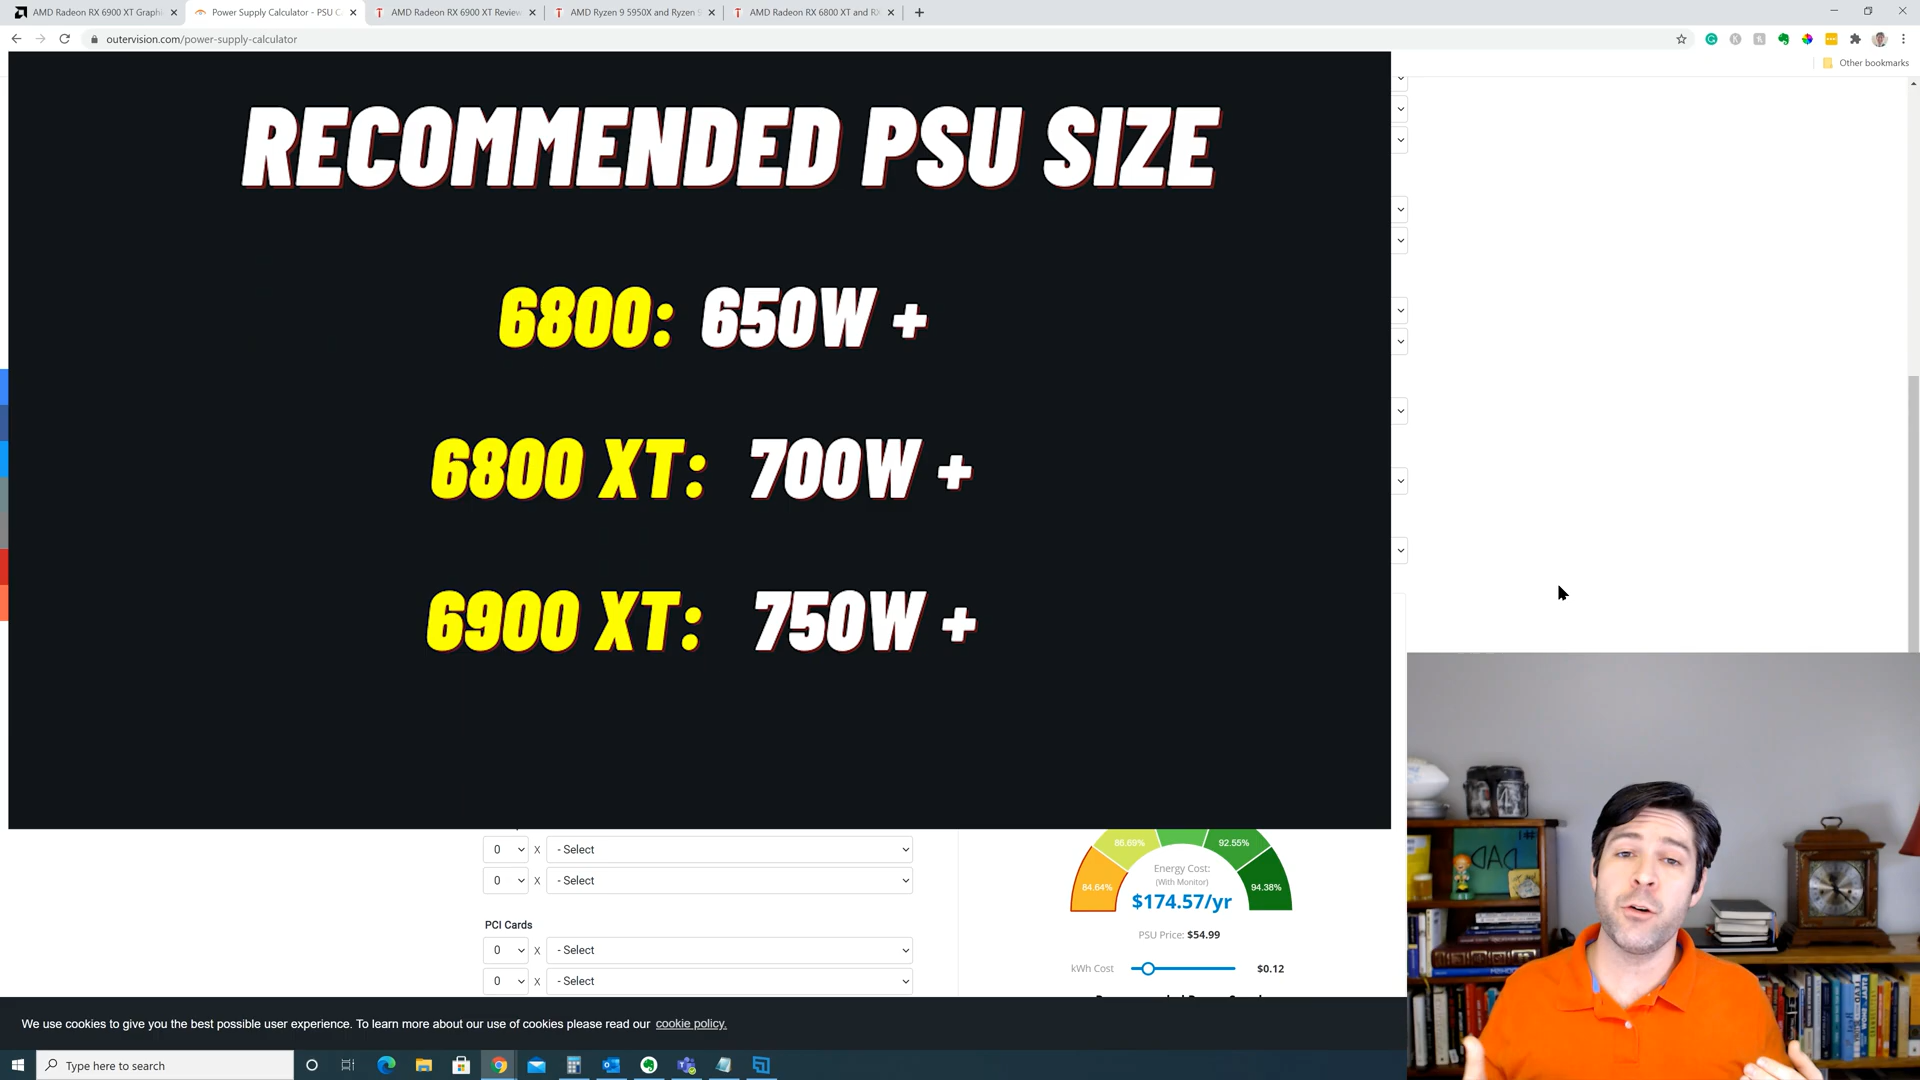 AMD Radeon RX 6900 XT Graphi
Power Supply Calculator - PSU C
AMD Radeon RX 6900 XT Review
AMD Ryzen 9 5950X and Ryzen 9
AMD Radeon RX 6800 XT and RX
outervision.com/power-supply-calculator
Other bookmarks
RECOMMENDED PSU SIZE
6800: 650W +
6800 XT: 700W +
6900 XT: 750W +
0 X - Select
0 X - Select
PCI Cards
0 X - Select
0 X - Select
84.64%
86.69%
92.55%
94.38%
Energy Cost:
(With Monitor)
$174.57/yr
PSU Price: $54.99
kWh Cost $0.12
We use cookies to give you the best possible user experience. To learn more about our use of cookies please read our cookie policy.
Type here to search
DAD